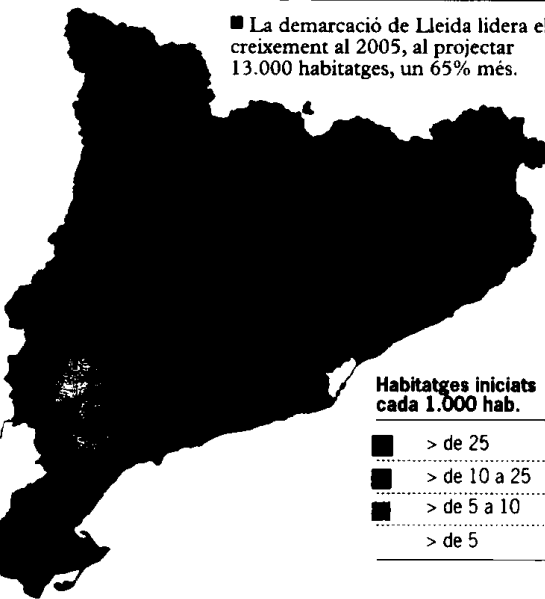 ■ La demarcació de Lleida lidera el
creixement al 2005, al projectar
13.000 habitatges, un 65% més.
Habitatges iniciats
cada 1.000 hab.
> de 25
> de 10 a 25
> de 5 a 10
> de 5